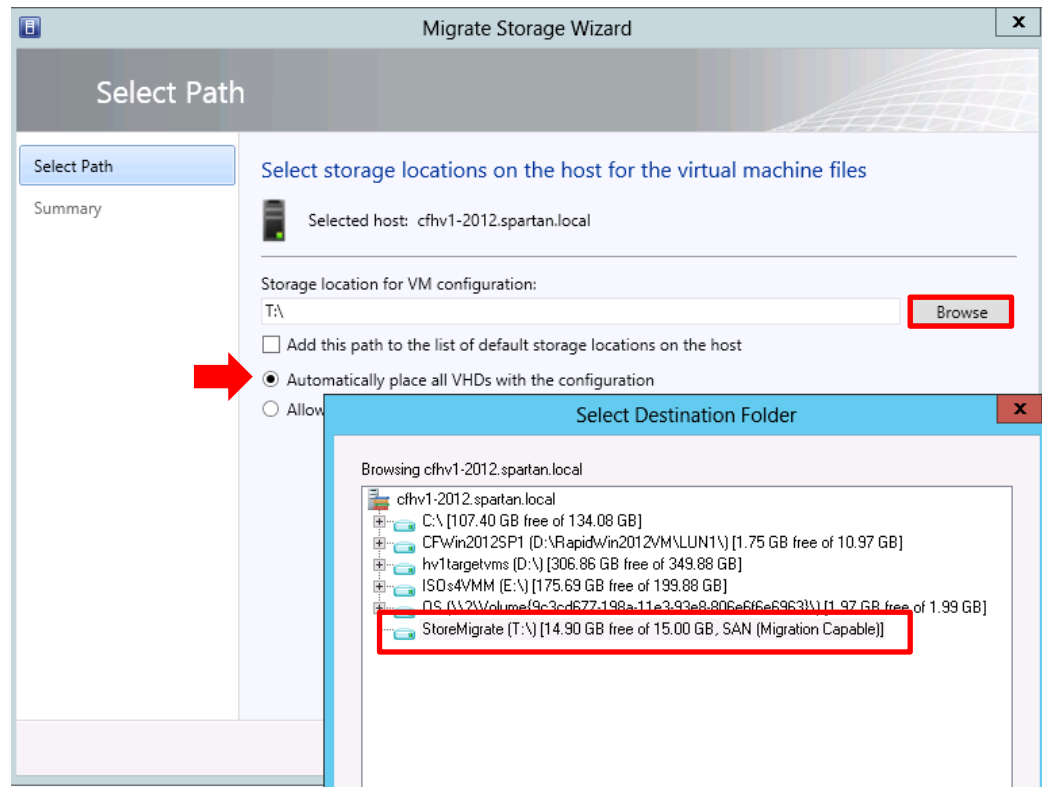 Migrate Storage Wizard
x
Select Path
Select Path
Summary
Select storage locations on the host for the virtual machine files
Selected host: cfhv1-2012.spartan.local
Storage location for VM configuration:
T:\
Browse
Add this path to the list of default storage locations on the host
Automatically place all VHDs with the configuration
Allow
Select Destination Folder
x
Browsing cfhv1-2012.spartan.local
cfhv1-2012.spartan.local
C:\ [107.40 GB free of 134.08 GB]
CFWin2012SP1 (D:\RapidWin2012VM\LUN1\) [1.75 GB free of 10.97 GB]
hv1targetvms (D:\) [306.86 GB free of 349.88 GB]
ISOs4VMM (E:\) [175.69 GB free of 199.88 GB]
OS (\\?\Volume{9c3cd677-198a-11e3-93e8-806e6f6e6963}\) [1.97 GB free of 1.99 GB]
StoreMigrate (T:\) [14.90 GB free of 15.00 GB, SAN (Migration Capable)]